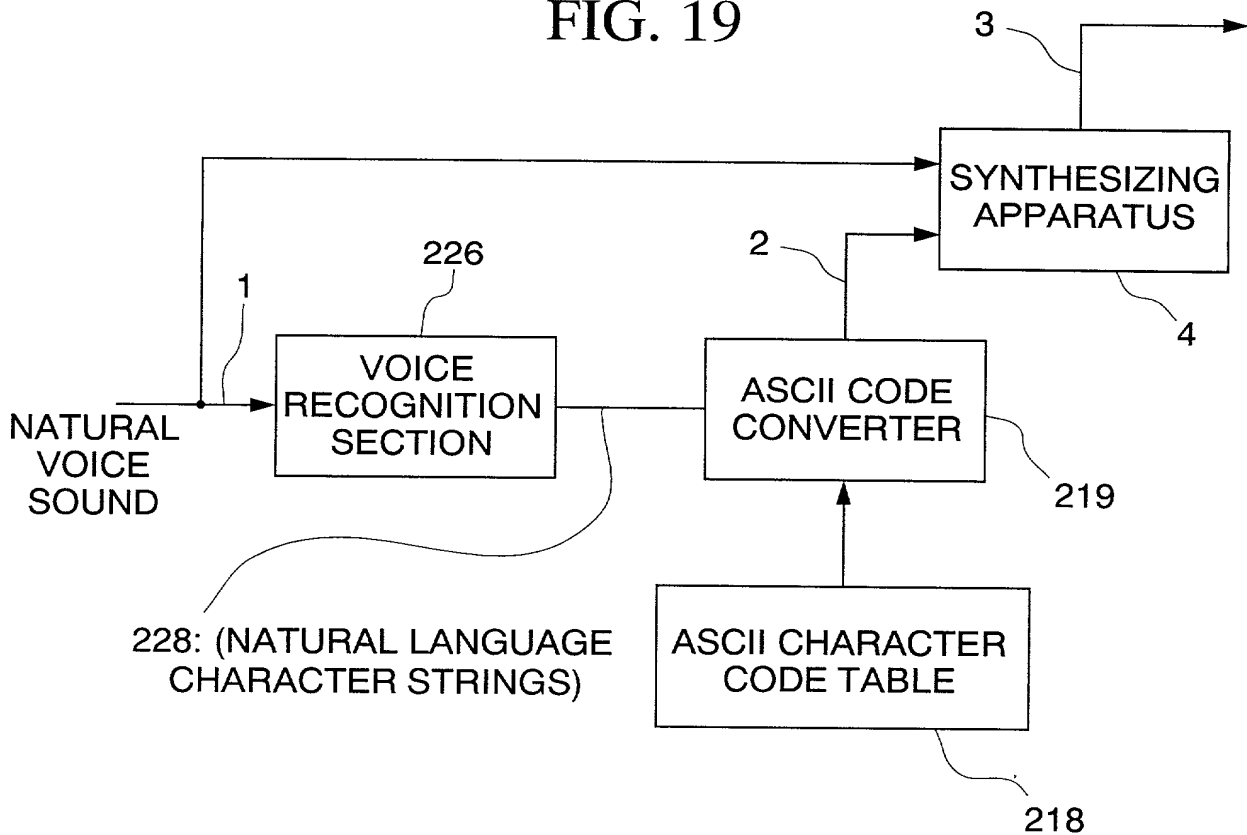 FIG. 19
3
SYNTHESIZING
APPARATUS
4
2
226
1
NATURAL
VOICE
SOUND
VOICE
RECOGNITION
SECTION
ASCII CODE
CONVERTER
219
228: (NATURAL LANGUAGE
CHARACTER STRINGS)
ASCII CHARACTER
CODE TABLE
218